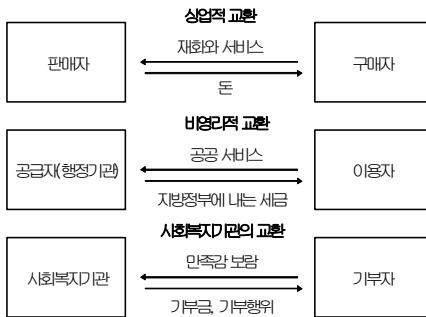 상업적 교환
재화와 서비스
판매자
구매자
돈
비영리적 교환
공공 서비스
공급자(행정기관)
이용자
지방정부에 내는 세금
사회복지기관의 교환
만족감 보람
사회복지기관
기부자
기부금, 기부행위